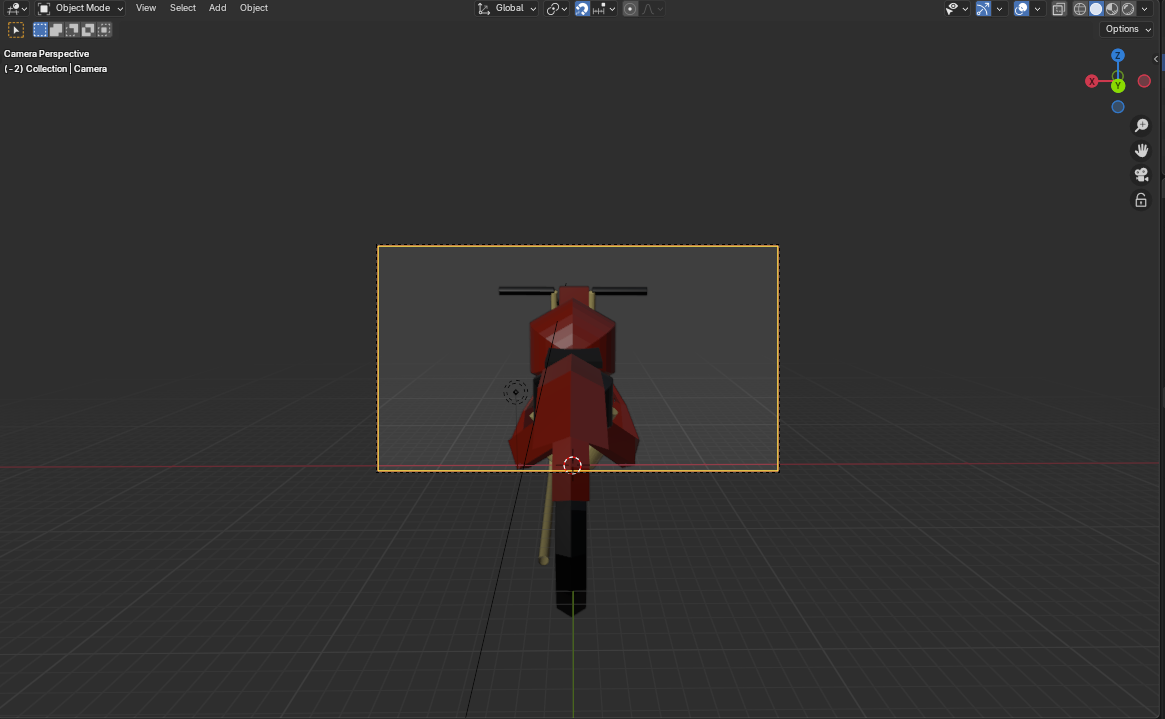 Object Mode View Select Add Object Global
Options
Camera Perspective
(-2) Collection | Camera
Z
X
Y